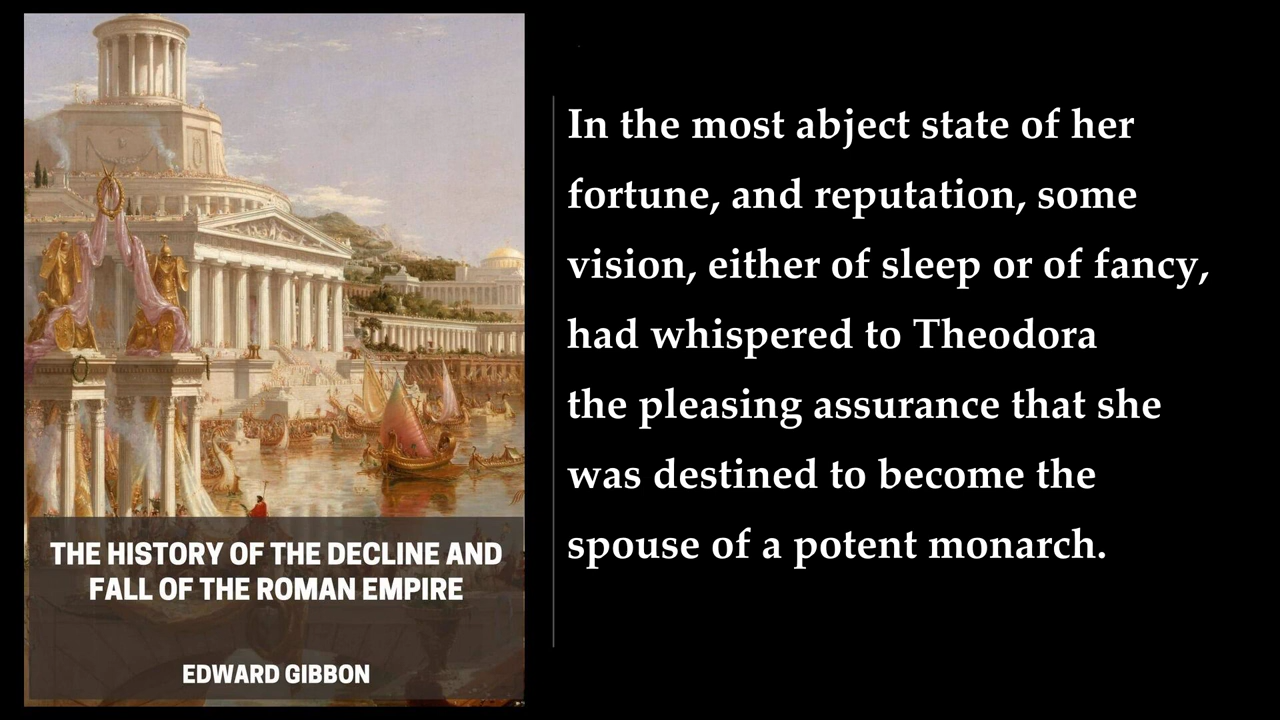 THE HISTORY OF THE DECLINE AND
FALL OF THE ROMAN EMPIRE
EDWARD GIBBON
In the most abject state of her
fortune, and reputation, some
vision, either of sleep or of fancy,
had whispered to Theodora
the pleasing assurance that she
was destined to become the
spouse of a potent monarch.